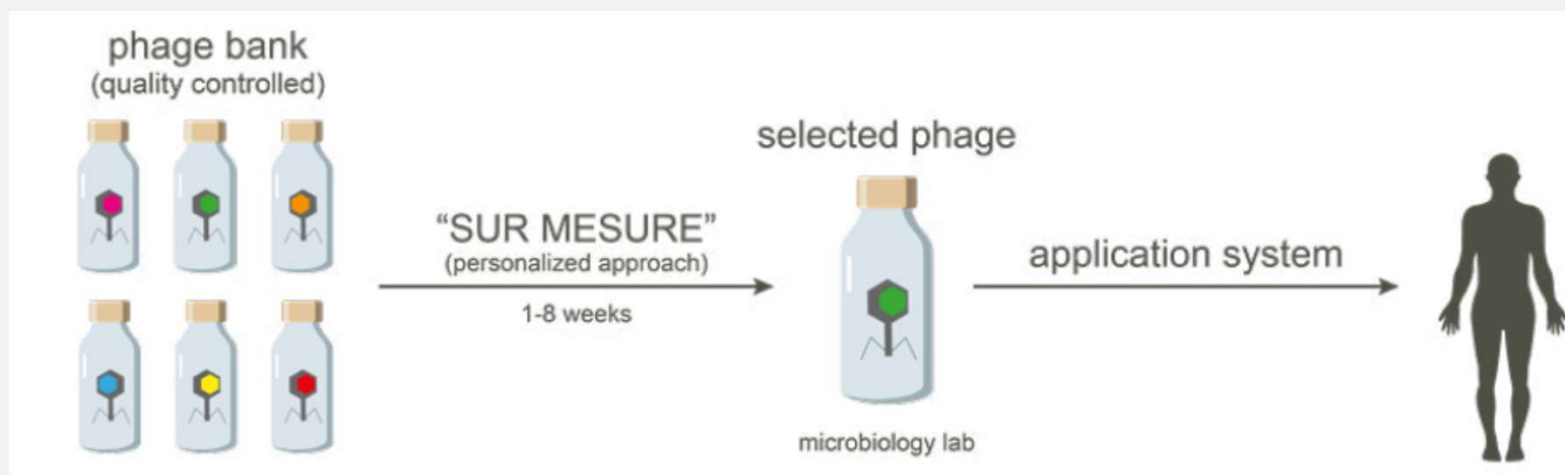 phage bank
(quality controlled)
“SUR MESURE”
(personalized approach)
1-8 weeks
selected phage
microbiology lab
application system